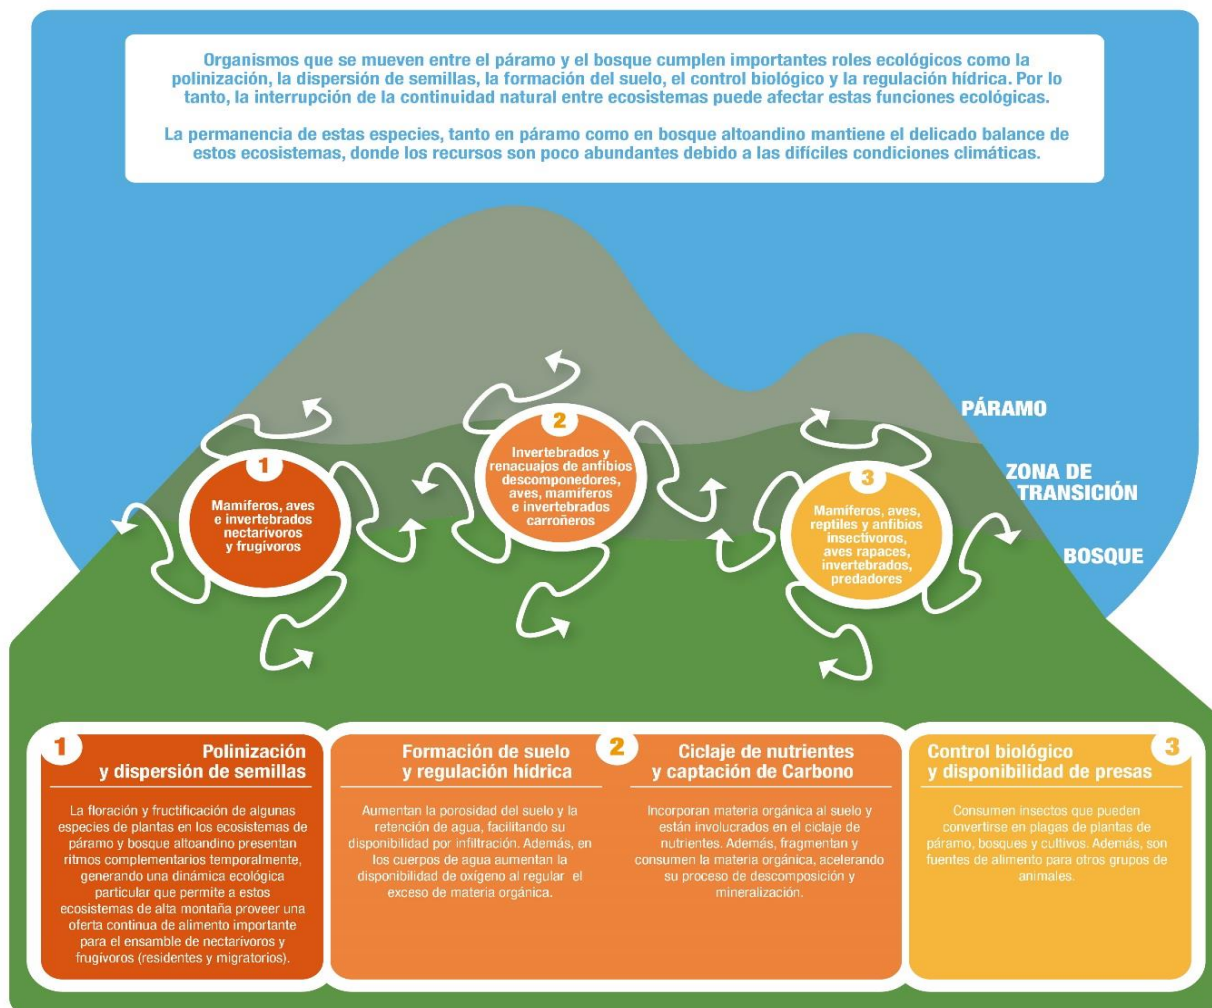 Organismos que se mueven entre el páramo y el bosque cumplen importantes roles ecológicos como la
polinización, la dispersión de semillas, la formación del suelo, el control biológico y la regulación hídrica. Por lo
tanto, la interrupción de la continuidad natural entre ecosistemas puede afectar estas funciones ecológicas.
La permanencia de estas especies, tanto en páramo como en bosque altoandino mantiene el delicado balance de
estos ecosistemas, donde los recursos son poco abundantes debido a las difíciles condiciones climáticas.
PÁRAMO
ZONA DE
TRANSICIÓN
BOSQUE
1
Mamíferos, aves
e invertebrados
nectarívoros
y frugívoros
2
Invertebrados y
renacuajos de anfibios
descomponedores,
aves, mamíferos
e invertebrados
carroñeros
3
Mamíferos, aves,
reptiles y anfibios
insectívoros,
aves rapaces,
invertebrados,
predadores
1
Polinización
y dispersión de semillas
La floración y fructificación de algunas
especies de plantas en los ecosistemas de
páramo y bosque altoandino presentan
ritmos complementarios temporalmente,
generando una dinámica ecológica
particular que permite a estos
ecosistemas de alta montaña proveer una
oferta continua de alimento importante
para el ensamble de nectarívoros y
frugívoros (residentes y migratorios).
Formación de suelo
y regulación hídrica
Aumentan la porosidad del suelo y la
retención de agua, facilitando su
disponibilidad por infiltración. Además, en
los cuerpos de agua aumentan la
disponibilidad de oxígeno al regular el
exceso de materia orgánica.
2
Ciclaje de nutrientes
y captación de Carbono
Incorporan materia orgánica al suelo y
están involucrados en el ciclaje de
nutrientes. Además, fragmentan y
consumen la materia orgánica, acelerando
su proceso de descomposición y
mineralización.
Control biológico
y disponibilidad de presas
3
Consumen insectos que pueden
convertirse en plagas de plantas de
páramo, bosques y cultivos. Además, son
fuentes de alimento para otros grupos de
animales.